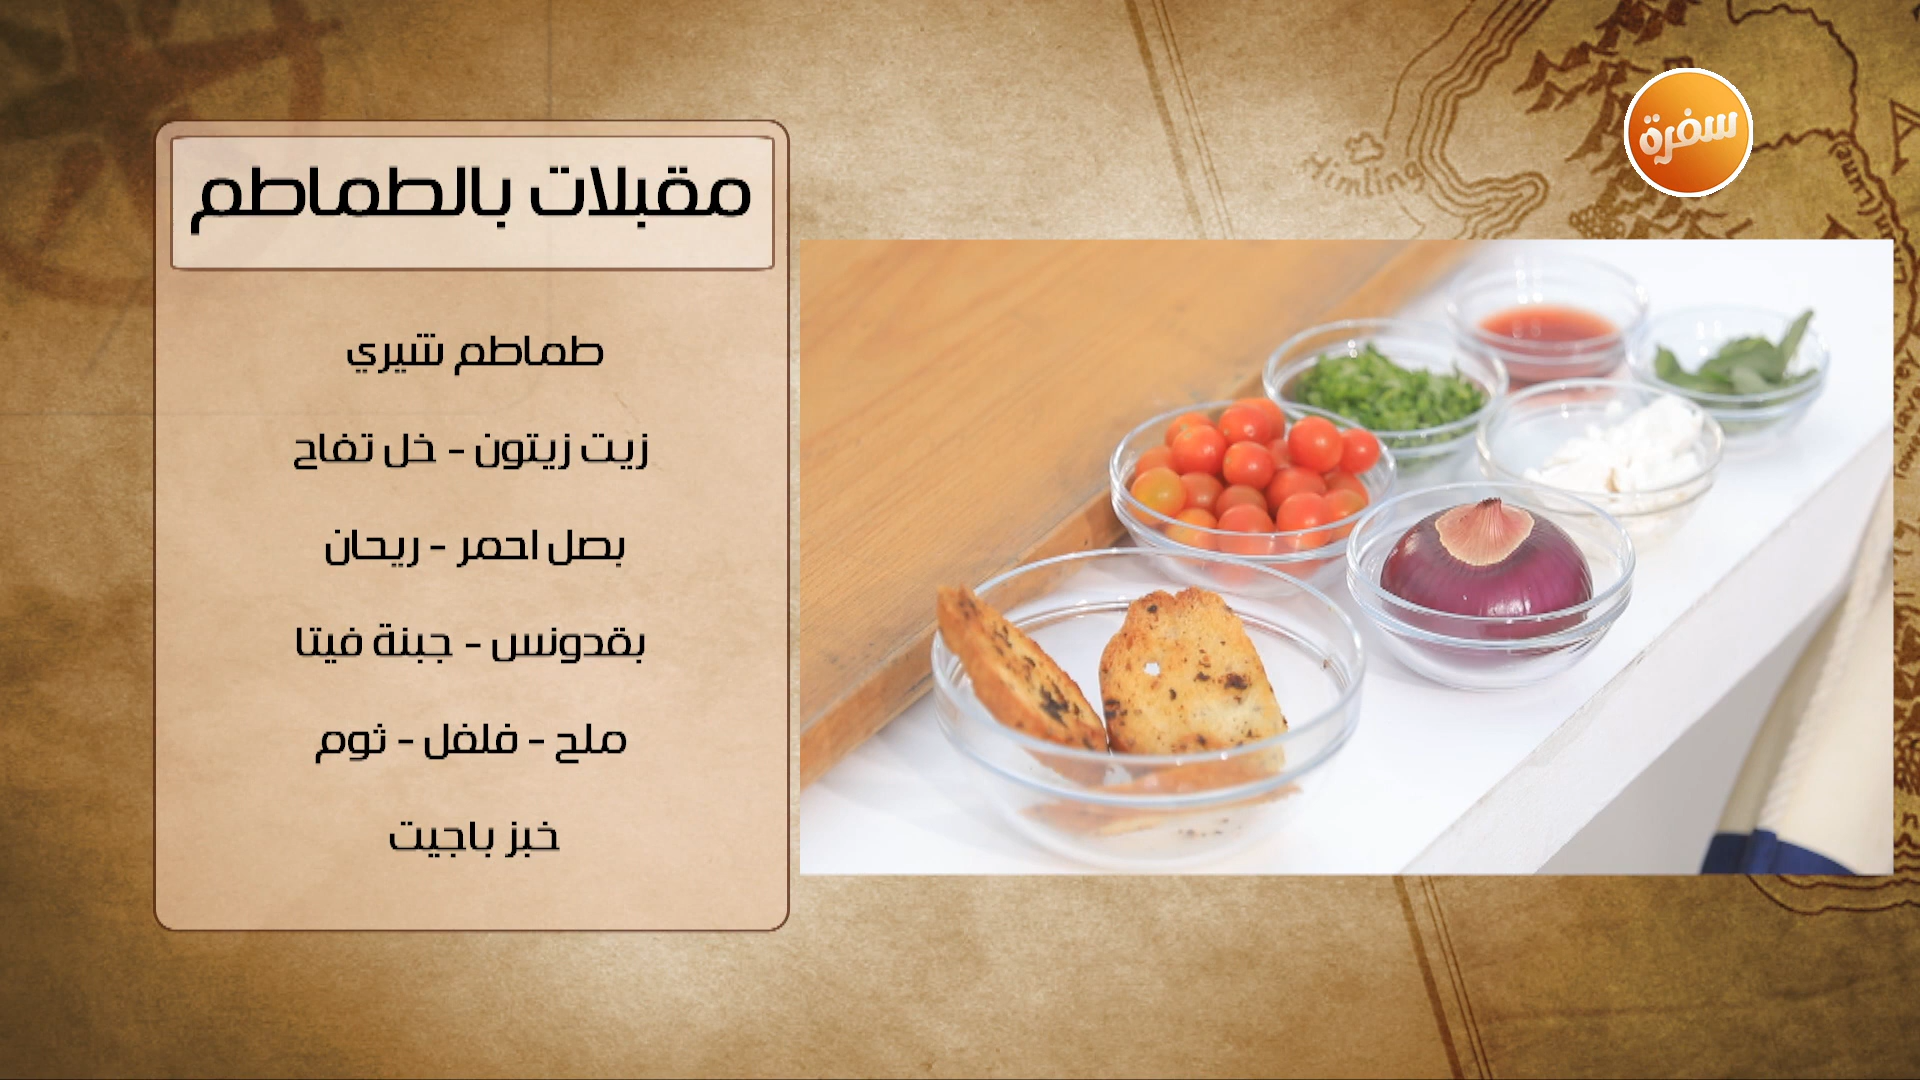 سفرة
مقبلات بالطماطم
طماطم شيري
زيت زيتون - خل تفاح
بصل احمر - ريحان
بقدونس - جبنة فيتا
ملح - فلفل - ثوم
خبز باجيت
Himling